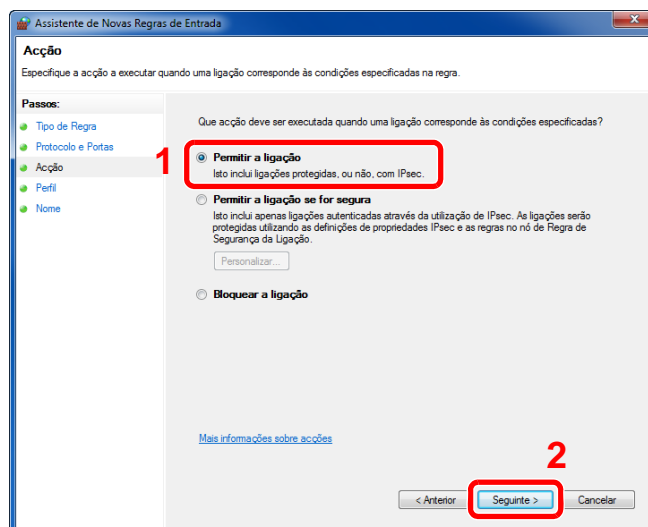 Assistente de Novas Regras de Entrada
Acção
Especifique a acção a executar quando uma ligação corresponde às condições especificadas na regra.
Passos:
Tipo de Regra
Protocolo e Portas
Acção
Perfil
Nome
Que acção deve ser executada quando uma ligação corresponde às condições especificadas?
1
Permitir a ligação
Isto inclui ligações protegidas, ou não, com IPsec.
Permitir a ligação se for segura
Isto inclui apenas ligações autenticadas através da utilização de IPsec. As ligações serão
protegidas utilizando as definições de propriedades IPsec e as regras no nó de Regra de
Segurança da Ligação.
Personalizar...
Bloquear a ligação
Mais informações sobre acções
2
< Anterior
Seguinte >
Cancelar